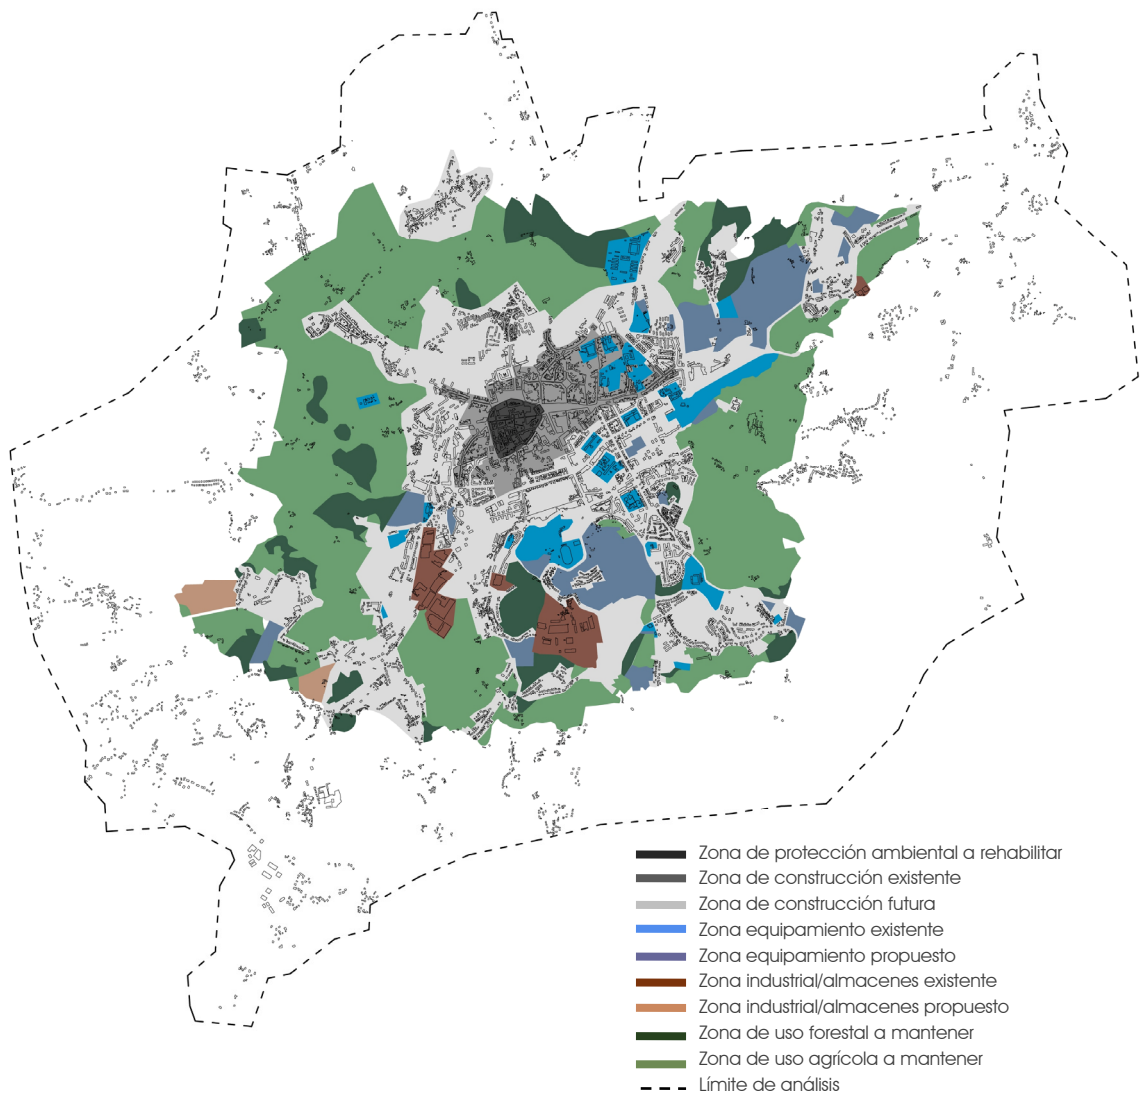 Zona de protección ambiental a rehabilitar
Zona de construcción existente
Zona de construcción futura
Zona equipamiento existente
Zona equipamiento propuesto
Zona industrial/almacenes existente
Zona industrial/almacenes propuesto
Zona de uso forestal a mantener
Zona de uso agrícola a mantener
Límite de análisis